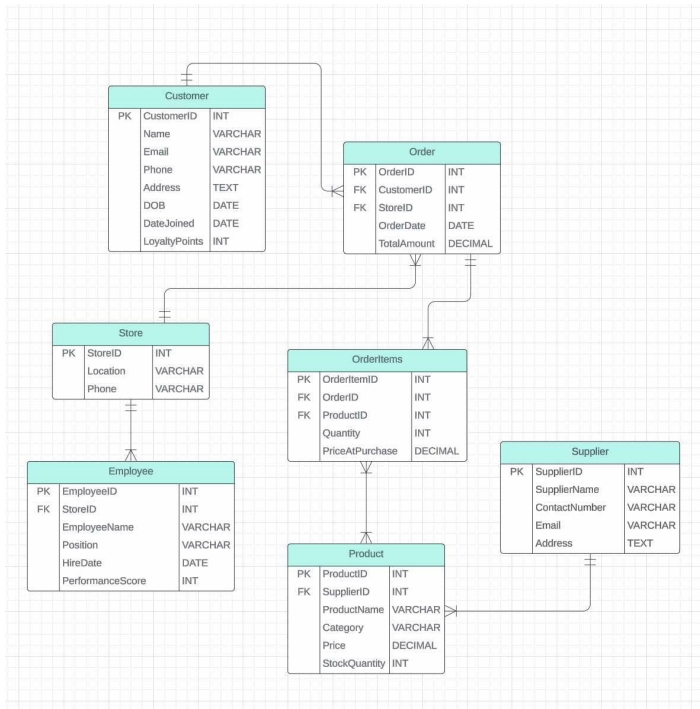 Customer
PK CustomerID INT
Name VARCHAR
Email VARCHAR
Phone VARCHAR
Address TEXT
DOB DATE
DateJoined DATE
LoyaltyPoints INT
Order
PK OrderID INT
FK CustomerID INT
FK StoreID INT
OrderDate DATE
TotalAmount DECIMAL
Store
PK StoreID INT
Location VARCHAR
Phone VARCHAR
OrderItems
PK OrderItemID INT
FK OrderID INT
FK ProductID INT
Quantity INT
PriceAtPurchase DECIMAL
Employee
PK EmployeeID INT
FK StoreID INT
EmployeeName VARCHAR
Position VARCHAR
HireDate DATE
PerformanceScore INT
Supplier
PK SupplierID INT
SupplierName VARCHAR
ContactNumber VARCHAR
Email VARCHAR
Address TEXT
Product
PK ProductID INT
FK SupplierID INT
ProductName VARCHAR
Category VARCHAR
Price DECIMAL
StockQuantity INT